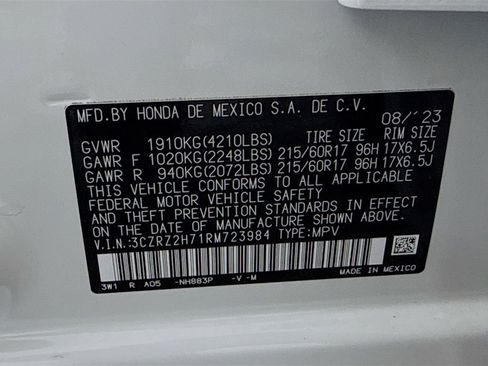 MFD.BY HONDA DE MEXICO S.A. DE C.V. 08/'23
GVWR 1910KG(4210LBS) TIRE SIZE RIM SIZE
GAWR F 1020KG(2248LBS) 215/60R17 96H 17X6.5J
GAWR R 940KG(2072LBS) 215/60R17 96H 17X6.5J
THIS VEHICLE CONFORMS TO ALL APPLICABLE
FEDERAL MOTOR VEHICLE SAFETY
AND THEFT PREVENTION STANDARDS IN EFFECT
ON THE DATE OF MANUFACTURE SHOWN ABOVE.
V.I.N.:3CZRZ2H71RM723984 TYPE:MPV
3W1 R A05 -NH883P -V -M MADE IN MEXICO